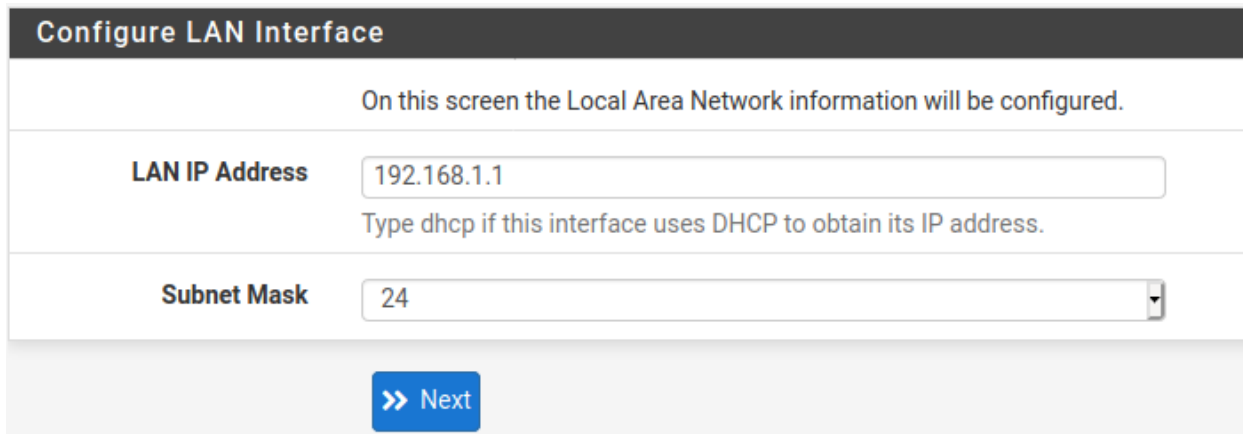 Configure LAN Interface
On this screen the Local Area Network information will be configured.
LAN IP Address
192.168.1.1
Type dhcp if this interface uses DHCP to obtain its IP address.
Subnet Mask
24
Next